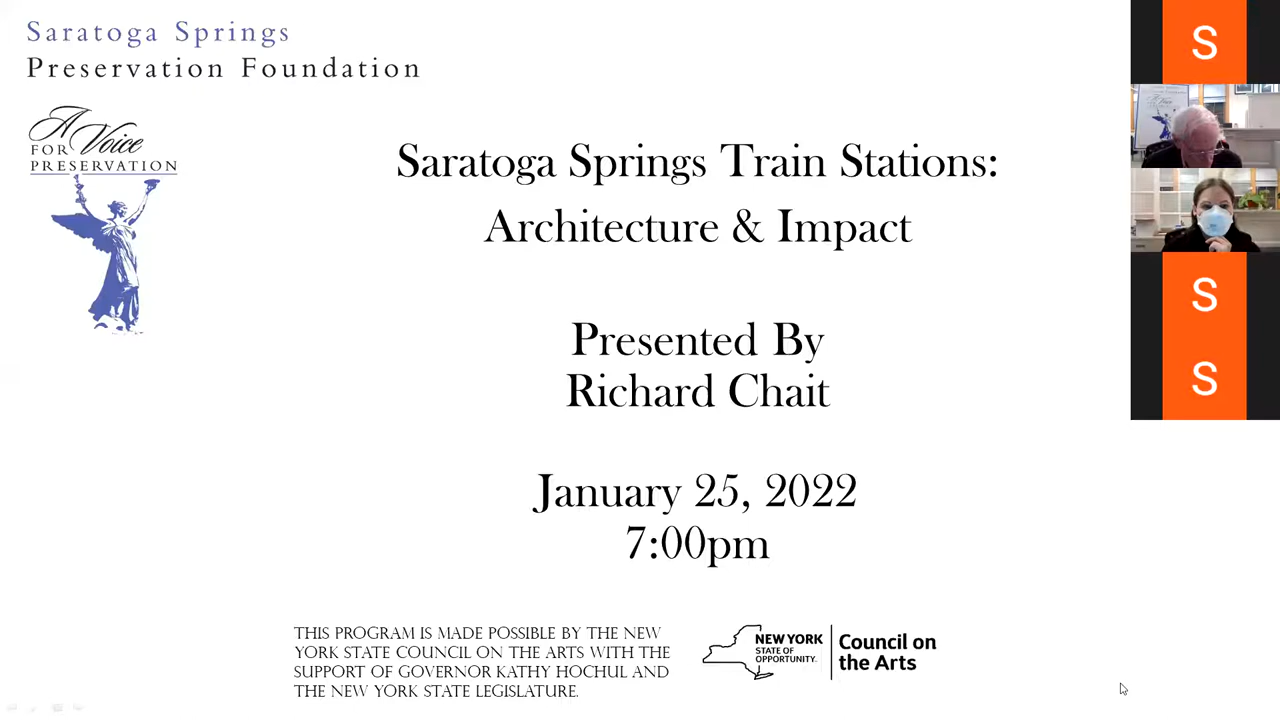 Saratoga Springs
Preservation Foundation
A Voice
FOR
PRESERVATION
Saratoga Springs Train Stations:
Architecture & Impact
Presented By
Richard Chait
January 25, 2022
7:00pm
THIS PROGRAM IS MADE POSSIBLE BY THE NEW
YORK STATE COUNCIL ON THE ARTS WITH THE
SUPPORT OF GOVERNOR KATHY HOCHUL AND
THE NEW YORK STATE LEGISLATURE.
NEW YORK
STATE OF
OPPORTUNITY.
Council on
the Arts
S
S
S